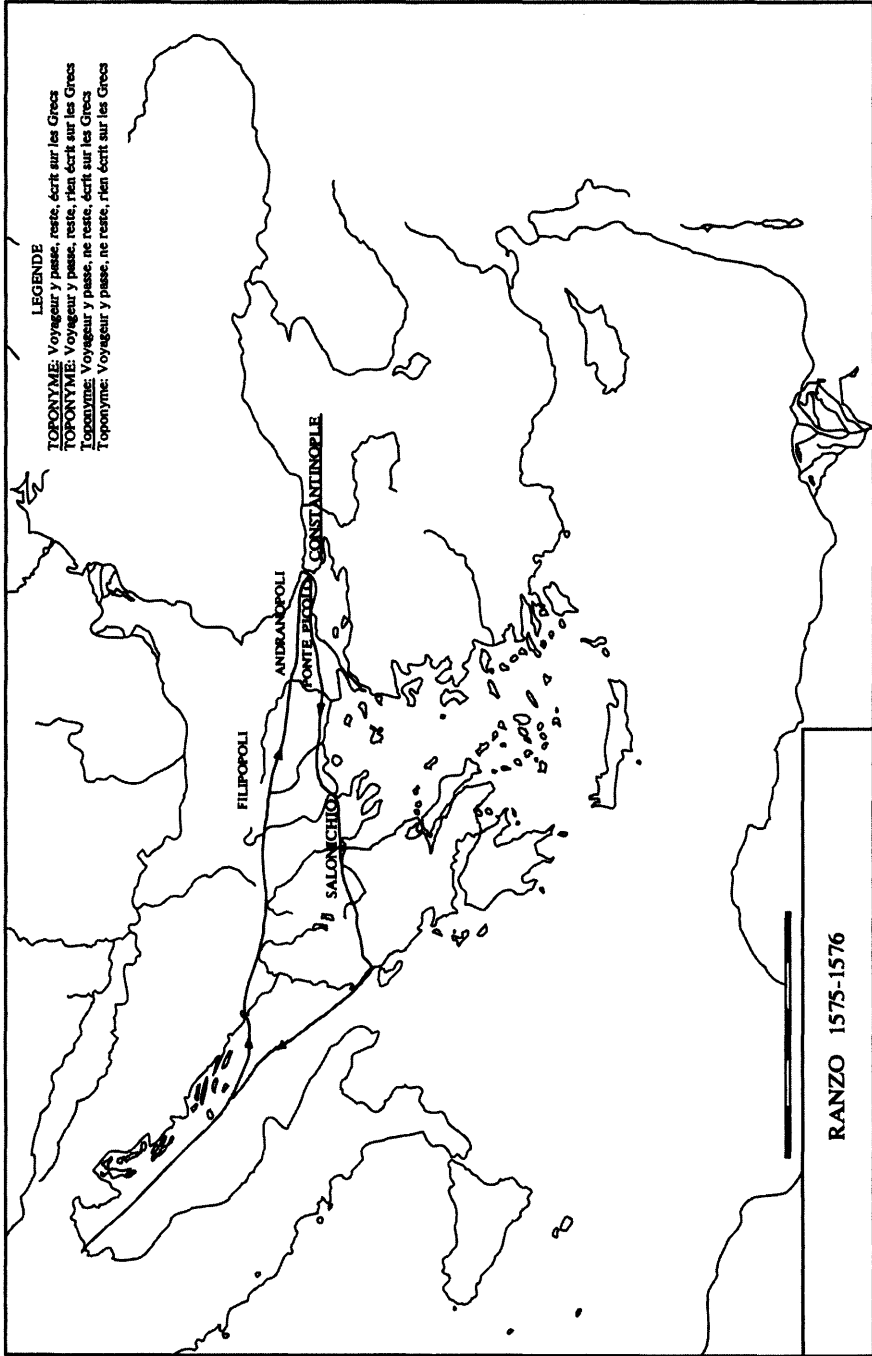 LEGENDE
TOPONYME: Voyageur y passe, reste, écrit sur les Grecs
TOPONYME: Voyageur y passe, reste, rien écrit sur les Grecs
Toponyme: Voyageur y passe, ne reste, écrit sur les Grecs
Toponyme: Voyageur y passe, ne reste, rien écrit sur les Grecs
FILIPOPOLI
ANDRANOPOLI
PONTE PICOLO
CONSTANTINOPLE
SALONICHIO
RANZO 1575-1576